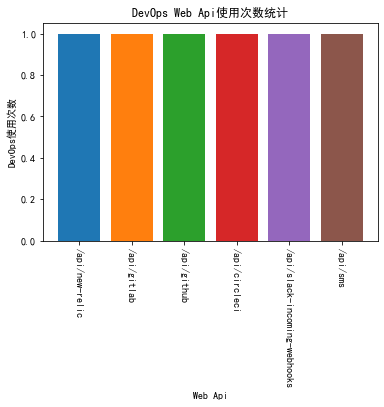 DevOps Web Api使用次数统计
DevOps使用次数
1.0
0.8
0.6
0.4
0.2
0.0
/api/new-relic
/api/gitlab
/api/github
/api/circleci
/api/slack-incoming-webhooks
/api/sms
Web Api